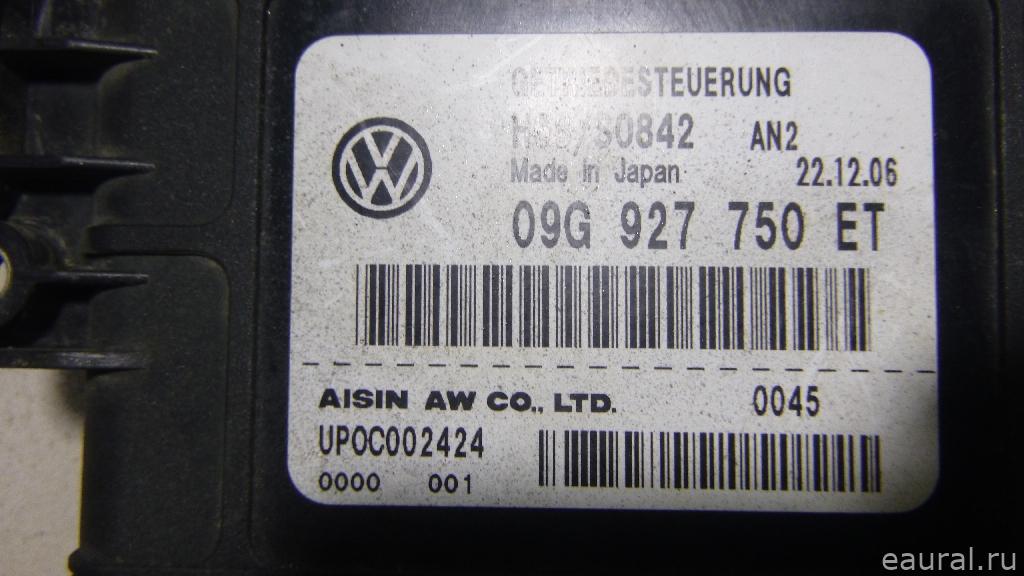 GETRIEBESTEUERUNG
AN2
Made in Japan 22.12.06
09G 927 750 ET
AISIN AW CO., LTD. 0045
UPOC002424
0000 001
eaural.ru